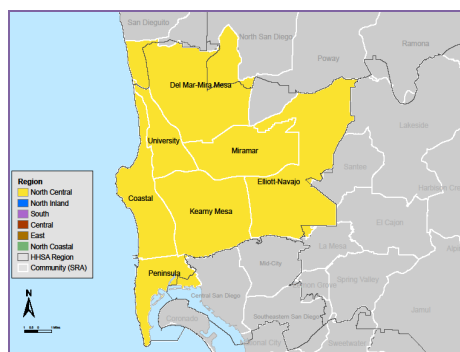 San Dieguito
North San Diego
Ramona
Poway
Del Mar-Mira Mesa
Lakeside
University
Miramar
Santee
Elliott-Navajo
Coastal
Kearny Mesa
El Cajon
La Mesa
Mid-City
Peninsula
Spring Valley
Central San Diego
Jamul
Coronado
Southeastern San Diego
National City
Sweetwater
Region
North Central
North Inland
South
Central
East
North Coastal
HHSA Region
Community (SRA)
N
Miles